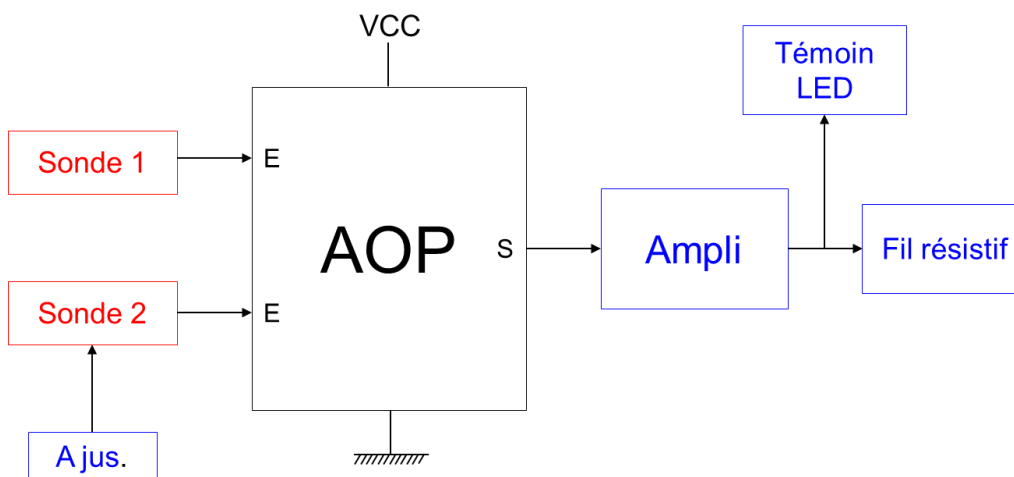 VCC
Témoin
LED
Sonde 1
E
AOP
S
Ampli
Fil résistif
Sonde 2
E
A jus.